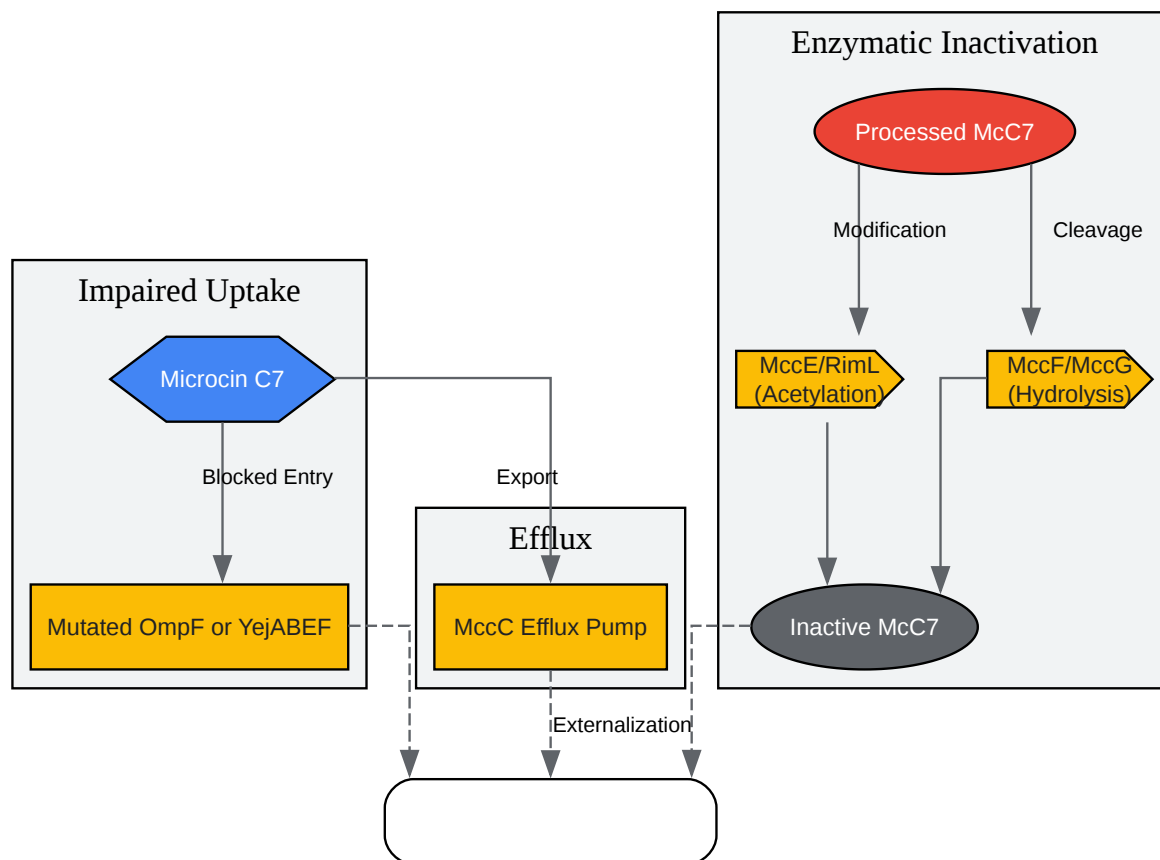 Enzymatic Inactivation
Processed McC7
Modification
Cleavage
MccE/RimL
(Acetylation)
MccF/MccG
(Hydrolysis)
Inactive McC7
Impaired Uptake
Microcin C7
Blocked Entry
Mutated OmpF or YejABEF
Export
Efflux
MccC Efflux Pump
Externalization